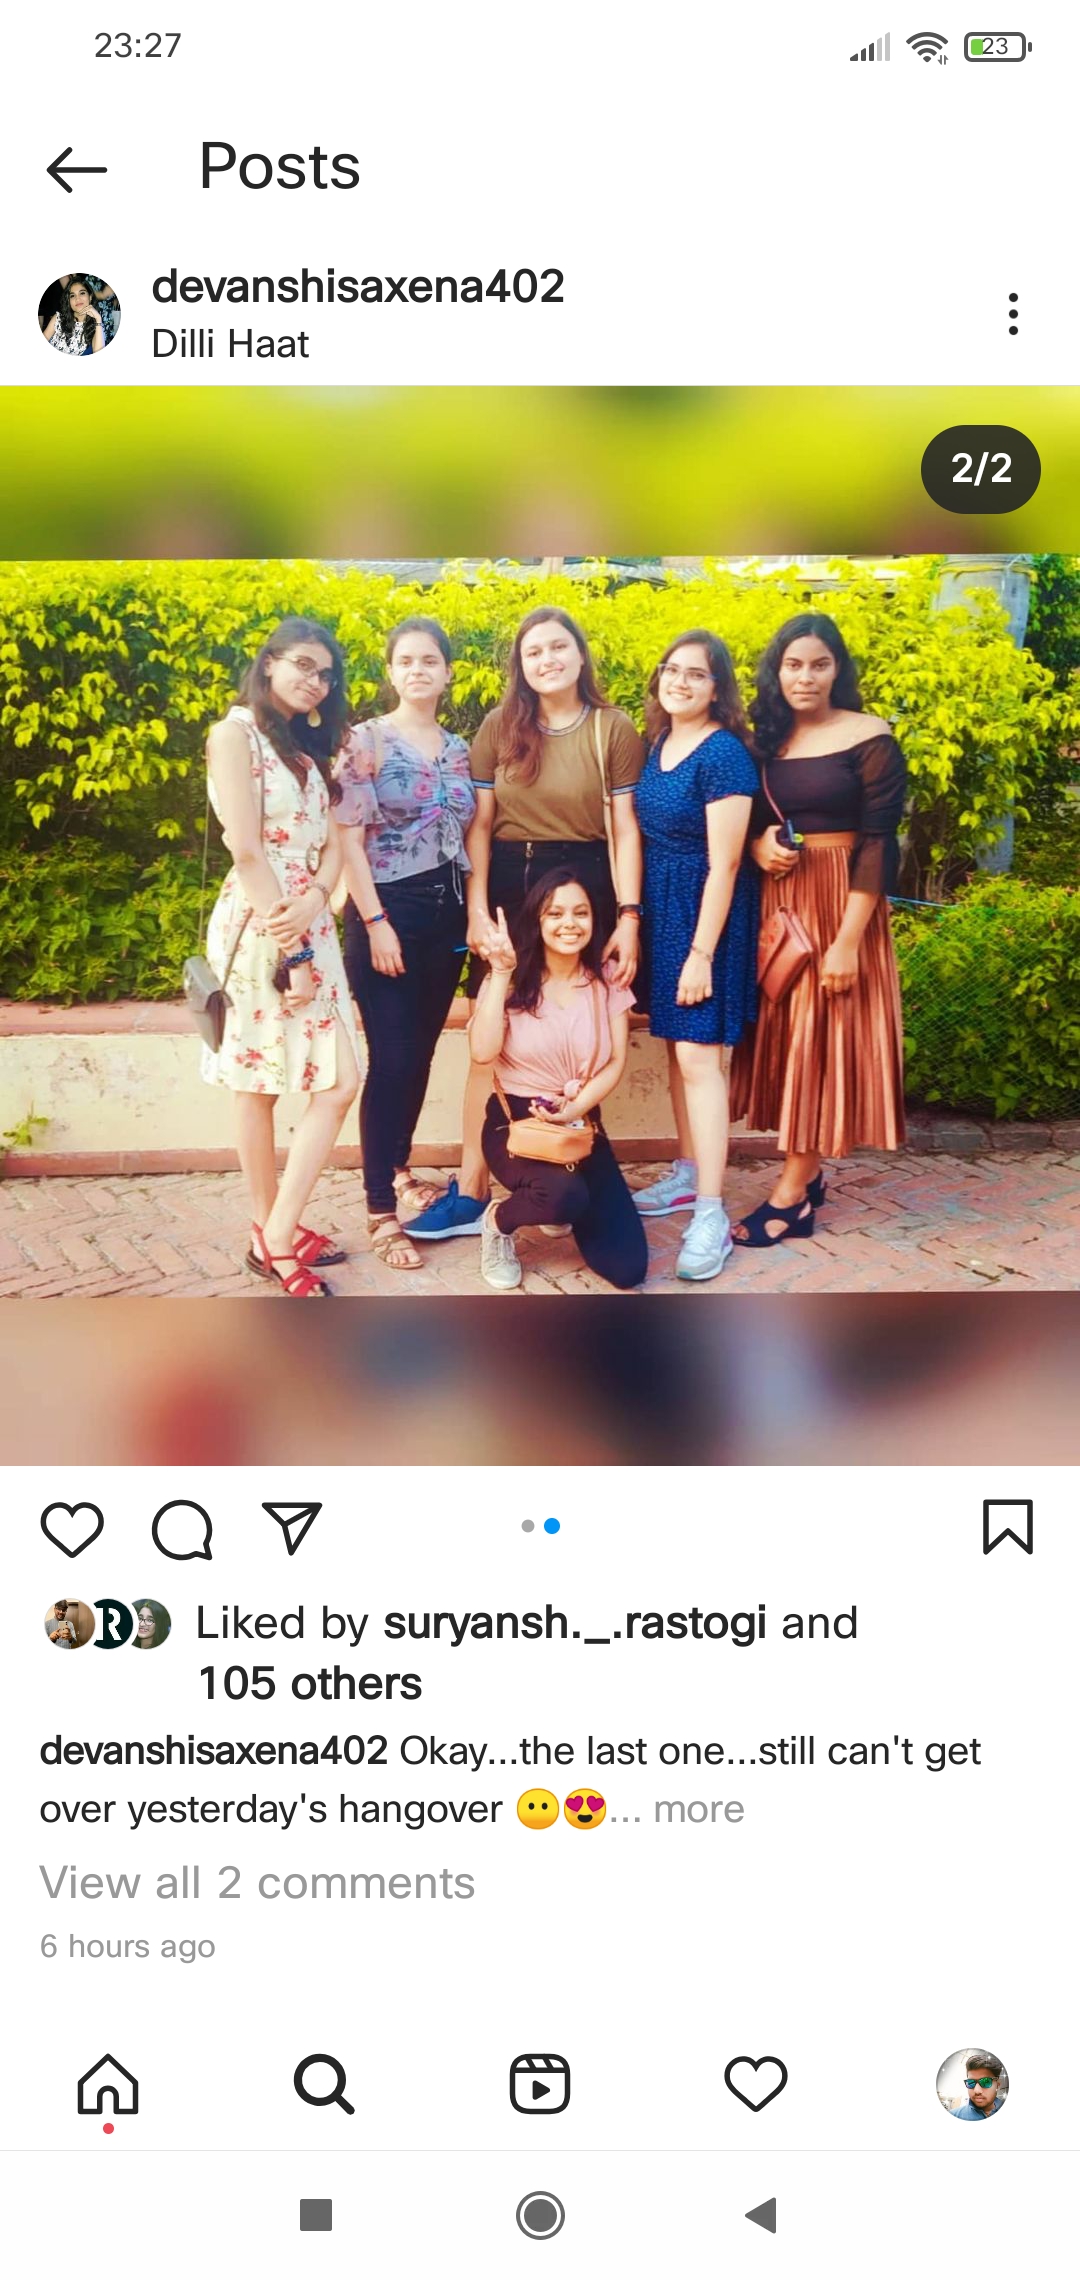 23:27
23
Posts
devanshisaxena402
Dilli Haat
2/2
Liked by suryansh._.rastogi and
105 others
devanshisaxena402 Okay...the last one...still can't get
over yesterday's hangover 😶😍... more
View all 2 comments
6 hours ago